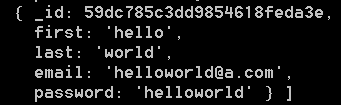 { _id: 59dc785c3dd9854618feda3e,
first: 'hello',
last: 'world',
email: 'helloworld@a.com',
password: 'helloworld' } ]